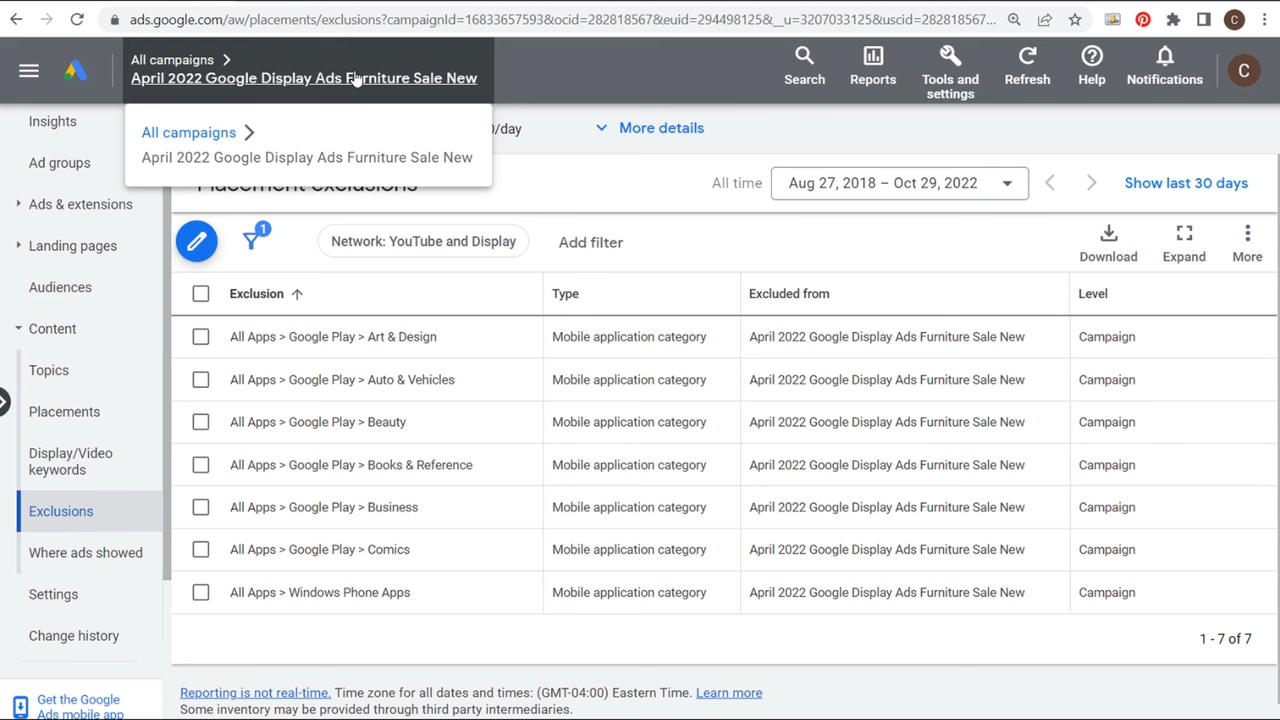 ads.google.com/aw/placements/exclusions?campaignId=16833657593&ocid=282818567&euid=294498125&__u=3207033125&uscid=282818567...
C
All campaigns
April 2022 Google Display Ads Furniture Sale New
Search
Reports
Tools and
settings
Refresh
Help
Notifications
C
All campaigns
April 2022 Google Display Ads Furniture Sale New
0/day
More details
Insights
Ad groups
Ads & extensions
Landing pages
Audiences
Content
Topics
Placements
Display/Video
keywords
Exclusions
Where ads showed
Settings
Change history
Get the Google
Ads mobile app
Placement exclusions
All time
Aug 27, 2018 – Oct 29, 2022
Show last 30 days
1
Network: YouTube and Display
Add filter
Download
Expand
More
Exclusion Type Excluded from Level
All Apps > Google Play > Art & Design Mobile application category April 2022 Google Display Ads Furniture Sale New Campaign
All Apps > Google Play > Auto & Vehicles Mobile application category April 2022 Google Display Ads Furniture Sale New Campaign
All Apps > Google Play > Beauty Mobile application category April 2022 Google Display Ads Furniture Sale New Campaign
All Apps > Google Play > Books & Reference Mobile application category April 2022 Google Display Ads Furniture Sale New Campaign
All Apps > Google Play > Business Mobile application category April 2022 Google Display Ads Furniture Sale New Campaign
All Apps > Google Play > Comics Mobile application category April 2022 Google Display Ads Furniture Sale New Campaign
All Apps > Windows Phone Apps Mobile application category April 2022 Google Display Ads Furniture Sale New Campaign
1 - 7 of 7
Reporting is not real-time. Time zone for all dates and times: (GMT-04:00) Eastern Time. Learn more
Some inventory may be provided through third party intermediaries.